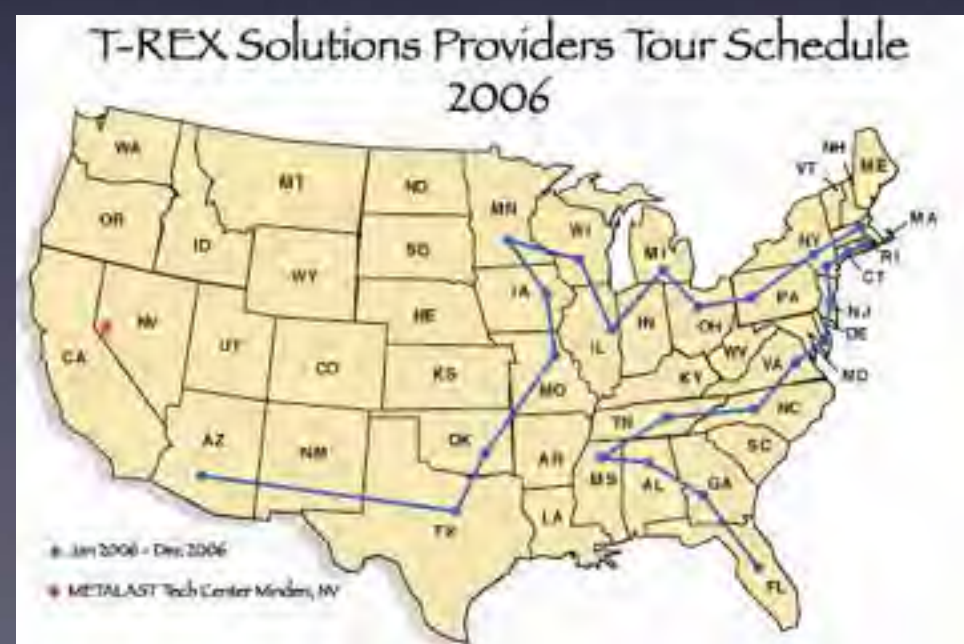 T-REX Solutions Providers Tour Schedule
2006
WA
MT
ND
MN
OR
ID
SD
WI
MI
NY
VT
NH
ME
MA
RI
CT
WY
IA
PA
NJ
DE
MD
NV
UT
NE
IL
IN
OH
WV
VA
CA
CO
KS
MO
KY
NC
TN
SC
AZ
NM
OK
AR
MS
AL
GA
TX
LA
FL
Jan 2006 - Dec 2006
METALAST Tech Center Minden, NV